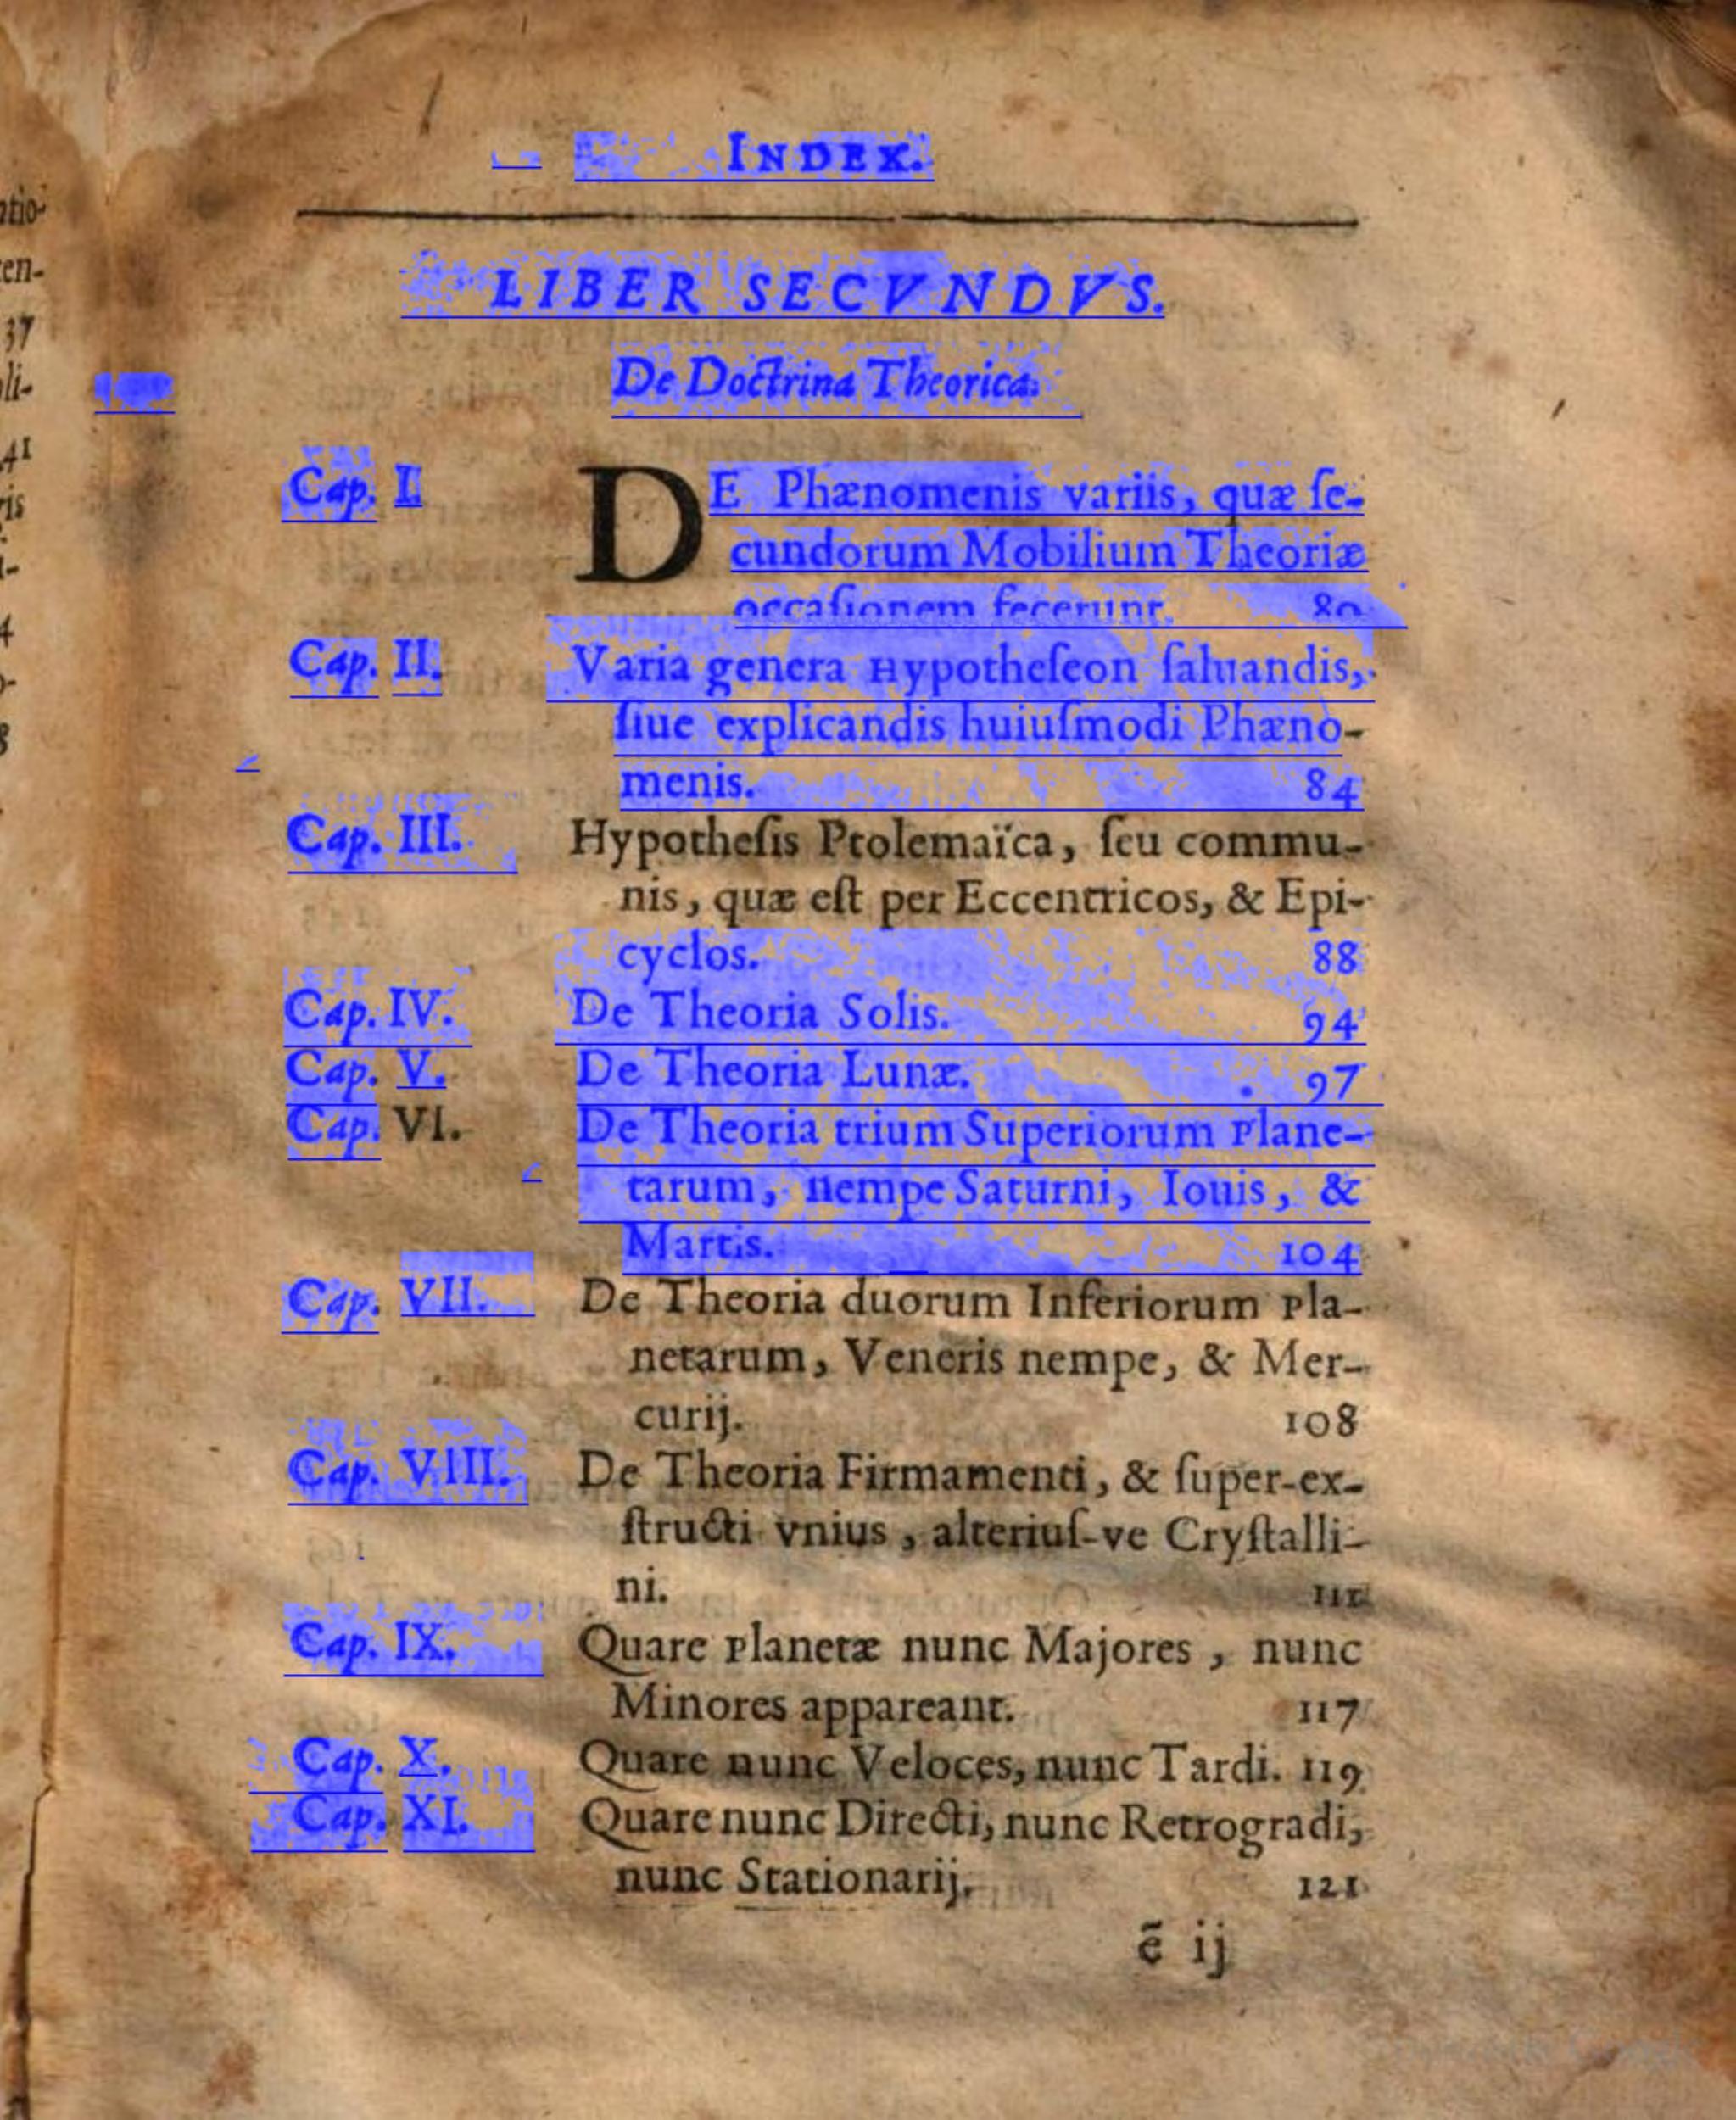 INDEX.
LIBER SECVNDVS.
De Doctrina Theorica.
Cap. I. DE Phænomenis variis, quæ ſe-
cundorum Mobilium Theoriæ
occaſionem fecerunt. 80
Cap. II. Varia genera Hypotheſeon ſaluandis,
ſiue explicandis huiuſmodi Phæno-
menis. 84
Cap. III. Hypotheſis Ptolemaïca, ſeu commu-
nis, quæ eſt per Eccentricos, & Epi-
cyclos. 88
Cap. IV. De Theoria Solis. 94
Cap. V. De Theoria Lunæ. 97
Cap. VI. De Theoria trium Superiorum Plane-
tarum, nempe Saturni, Iouis, &
Martis. 104
Cap. VII. De Theoria duorum Inferiorum Pla-
netarum, Veneris nempe, & Mer-
curij. 108
Cap. VIII. De Theoria Firmamenti, & ſuper-ex-
ſtructi vnius, alteriuſ-ve Cryſtalli-
ni. 111
Cap. IX. Quare Planetæ nunc Majores, nunc
Minores appareant. 117
Cap. X. Quare nunc Veloces, nunc Tardi. 119
Cap. XI. Quare nunc Directi, nunc Retrogradi,
nunc Stationarij. 121
ẽ ij